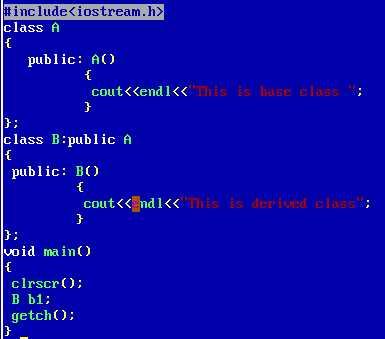 #include<iostream.h>
class A
{
public: A()
{
cout<<endl<<"This is base class ";
}
};
class B:public A
{
public: B()
{
cout<<endl<<"This is derived class";
}
};
void main()
{
clrscr();
B b1;
getch();
}